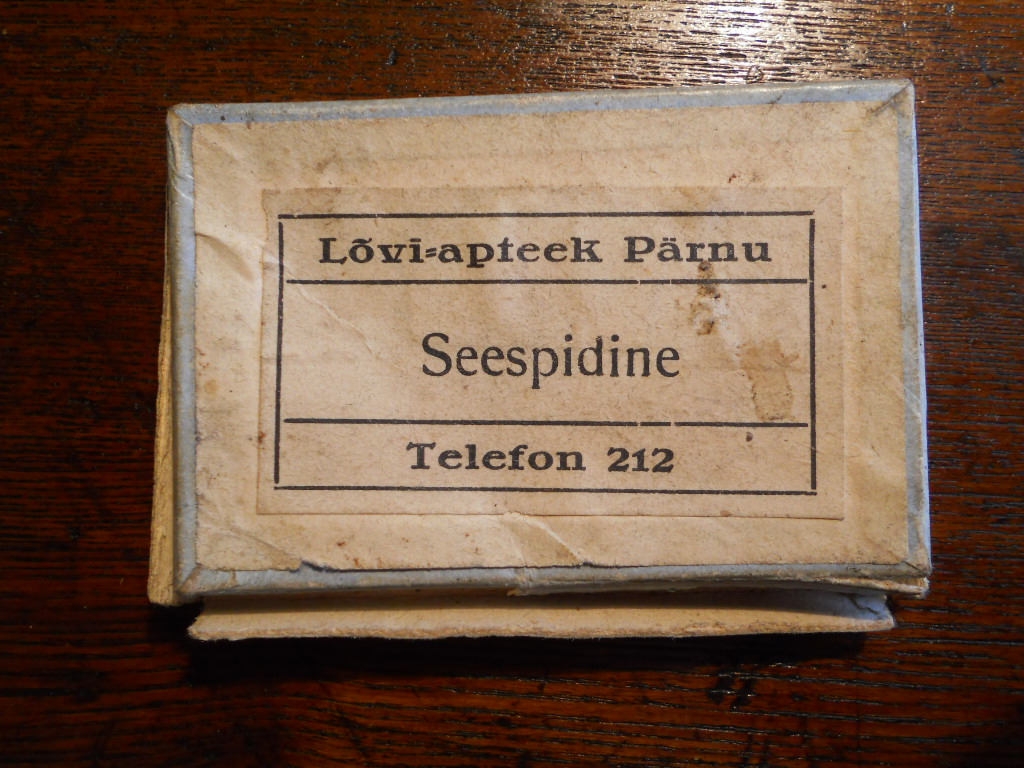 Lõvi=apteek Pärnu
Seespidine
Telefon 212